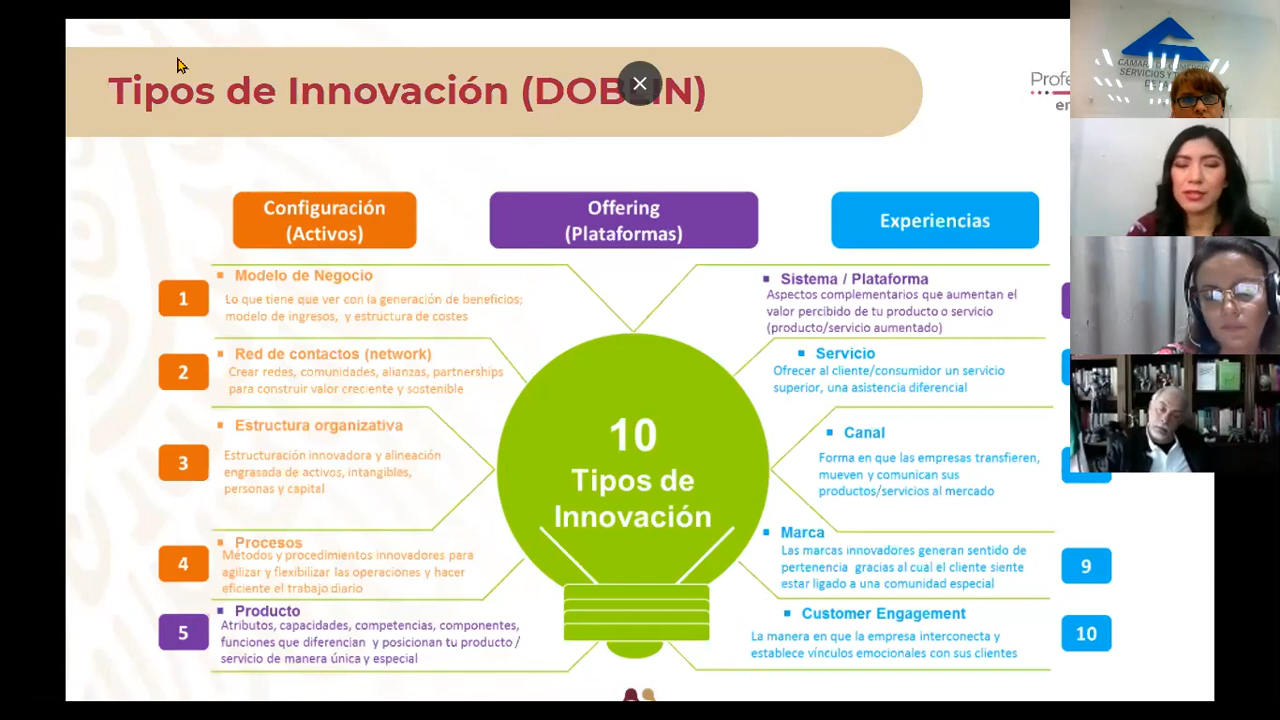 Tipos de Innovación (DOBLIN)
Configuración
(Activos)
Offering
(Plataformas)
Experiencias
1
Modelo de Negocio
Lo que tiene que ver con la generación de beneficios;
modelo de ingresos, y estructura de costes
2
Red de contactos (network)
Crear redes, comunidades, alianzas, partnerships
para construir valor creciente y sostenible
3
Estructura organizativa
Estructuración innovadora y alineación
engrasada de activos, intangibles,
personas y capital
4
Procesos
Métodos y procedimientos innovadores para
agilizar y flexibilizar las operaciones y hacer
eficiente el trabajo diario
5
Producto
Atributos, capacidades, competencias, componentes,
funciones que diferencian y posicionan tu producto /
servicio de manera única y especial
10
Tipos de
Innovación
Sistema / Plataforma
Aspectos complementarios que aumentan el
valor percibido de tu producto o servicio
(producto/servicio aumentado)
Servicio
Ofrecer al cliente/consumidor un servicio
superior, una asistencia diferencial
Canal
Forma en que las empresas transfieren,
mueven y comunican sus
productos/servicios al mercado
Marca
Las marcas innovadores generan sentido de
pertenencia gracias al cual el cliente siente
estar ligado a una comunidad especial
9
Customer Engagement
La manera en que la empresa interconecta y
establece vínculos emocionales con sus clientes
10